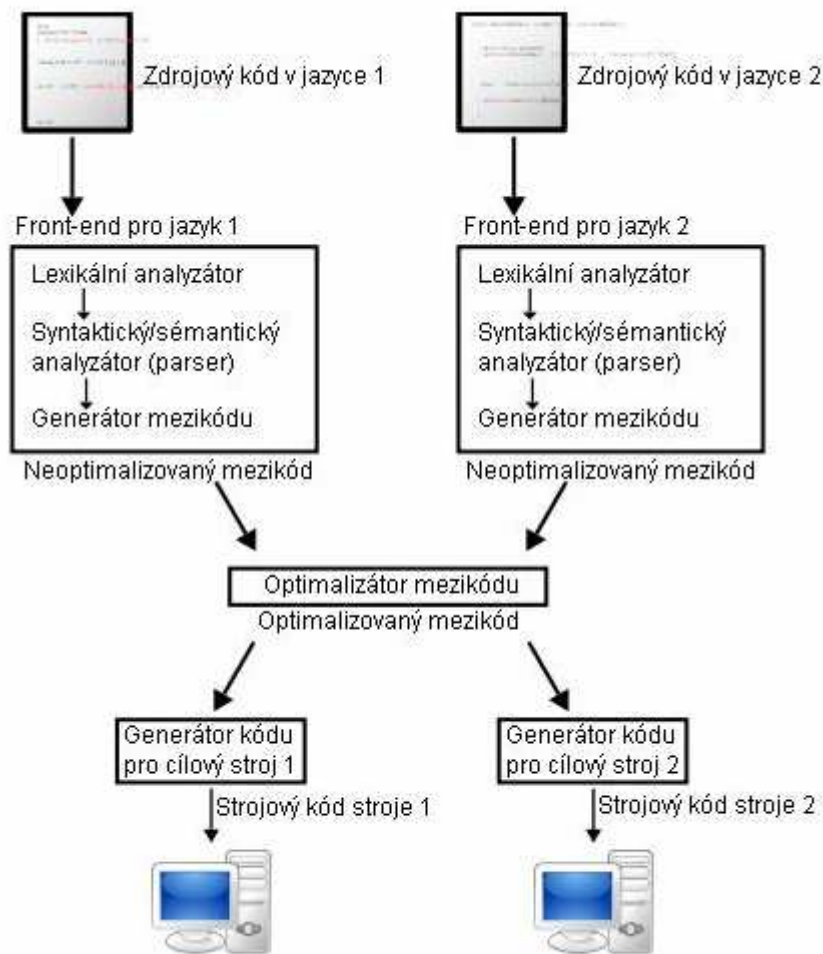 Zdrojový kód v jazyce 1
Zdrojový kód v jazyce 2
Front-end pro jazyk 1
Lexikální analyzátor
Syntaktický/sémantický
analyzátor (parser)
Generátor mezikódu
Neoptimalizovaný mezikód
Front-end pro jazyk 2
Lexikální analyzátor
Syntaktický/sémantický
analyzátor (parser)
Generátor mezikódu
Neoptimalizovaný mezikód
Optimalizátor mezikódu
Optimalizovaný mezikód
Generátor kódu
pro cílový stroj 1
Strojový kód stroje 1
Generátor kódu
pro cílový stroj 2
Strojový kód stroje 2